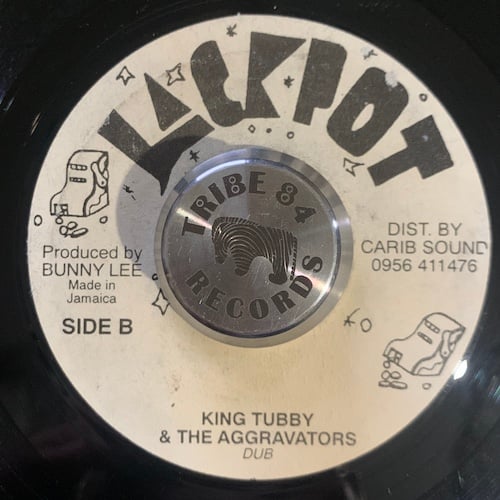 JACKPOT
TRIBE 84
RECORDS
Produced by
BUNNY LEE
Made in
Jamaica
SIDE B
DIST. BY
CARIB SOUND
0956 411476
KING TUBBY
& THE AGGRAVATORS
DUB